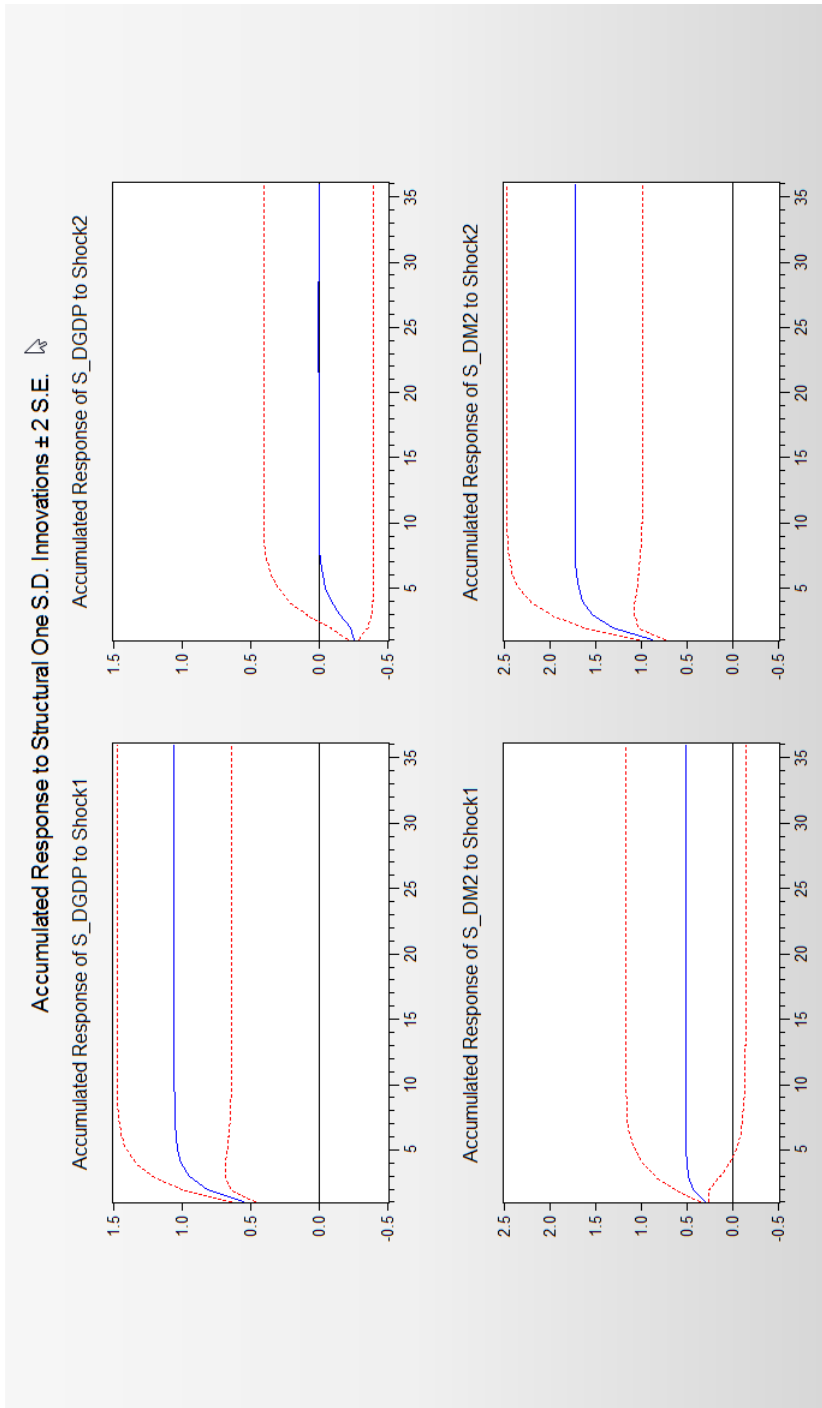 Accumulated Response to Structural One S.D. Innovations ± 2 S.E.
Accumulated Response of S_DGDP to Shock1
1.5
1.0
0.5
0.0
-0.5
5 10 15 20 25 30 35
Accumulated Response of S_DGDP to Shock2
1.5
1.0
0.5
0.0
-0.5
5 10 15 20 25 30 35
Accumulated Response of S_DM2 to Shock1
2.5
2.0
1.5
1.0
0.5
0.0
-0.5
5 10 15 20 25 30 35
Accumulated Response of S_DM2 to Shock2
2.5
2.0
1.5
1.0
0.5
0.0
-0.5
5 10 15 20 25 30 35